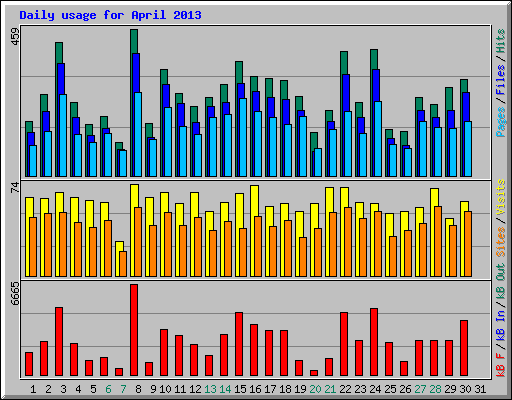 Daily usage for April 2013
459
Pages / Files / Hits
74
Sites / Visits
6665
kB F / kB In / kB Out
1 2 3 4 5 6 7 8 9 10 11 12 13 14 15 16 17 18 19 20 21 22 23 24 25 26 27 28 29 30 31